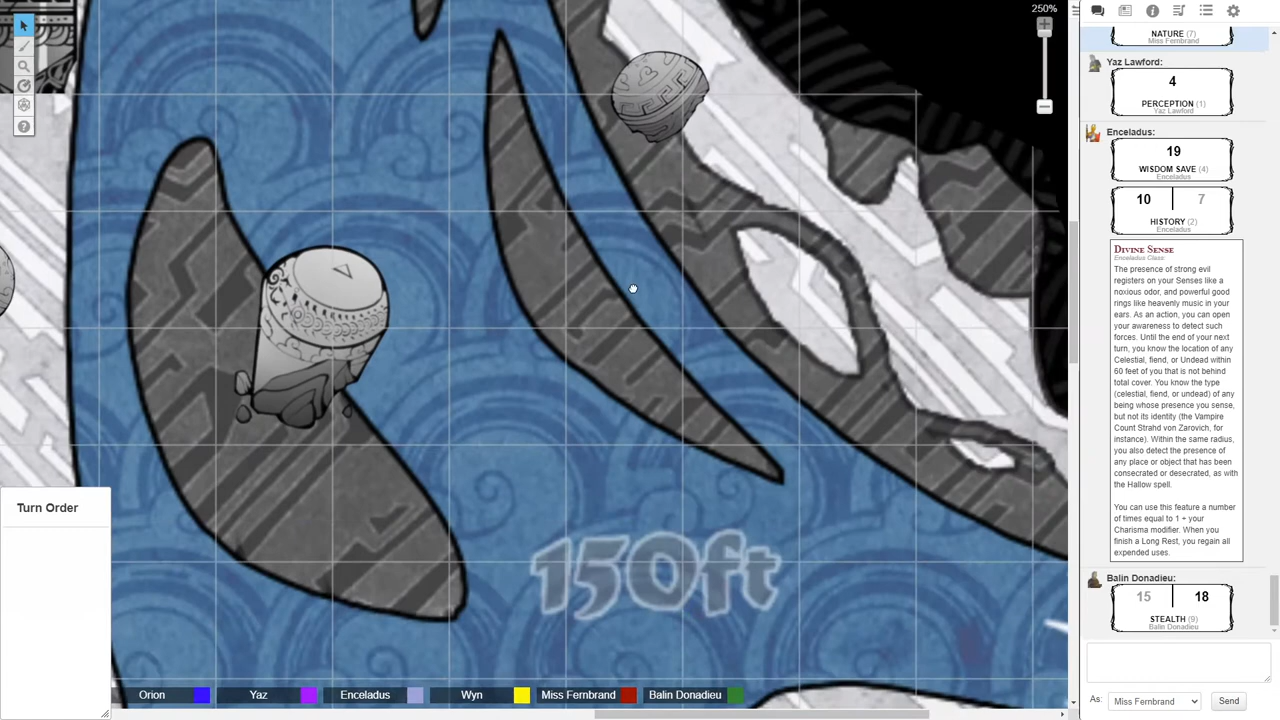 250%
NATURE (7)
Miss Fernbrand
Yaz Lawford:
4
PERCEPTION (1)
Yaz Lawford
Enceladus:
19
WISDOM SAVE (4)
Enceladus
10 7
HISTORY (2)
Enceladus
DIVINE SENSE
Enceladus Class
The presence of strong evil
registers on your Senses like a
noxious odor, and powerful good
rings like heavenly music in your
ears. As an action, you can open
your awareness to detect such
forces. Until the end of your next
turn, you know the location of any
Celestial, fiend, or Undead within
60 feet of you that is not behind
total cover. You know the type
(celestial, fiend, or undead) of any
being whose presence you sense,
but not its identity (the Vampire
Count Strahd von Zarovich, for
instance). Within the same radius,
you also detect the presence of
any place or object that has been
consecrated or desecrated, as with
the Hallow spell.
You can use this feature a number
of times equal to 1 + your
Charisma modifier. When you
finish a Long Rest, you regain all
expended uses.
Balin Donadieu:
15 18
STEALTH (9)
Balin Donadieu
Turn Order
150ft
Orion
Yaz
Enceladus
Wyn
Miss Fernbrand
Balin Donadieu
As: Miss Fernbrand Send